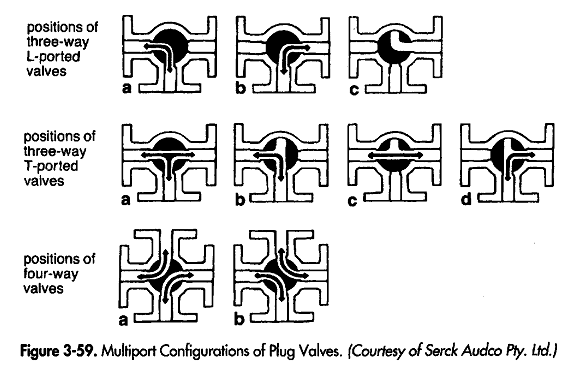 positions of
three-way
L-ported
valves
a
b
c
positions of
three-way
T-ported
valves
a
b
c
d
positions of
four-way
valves
a
b
Figure 3-59. Multiport Configurations of Plug Valves. (Courtesy of Serck Audco Pty. Ltd.)